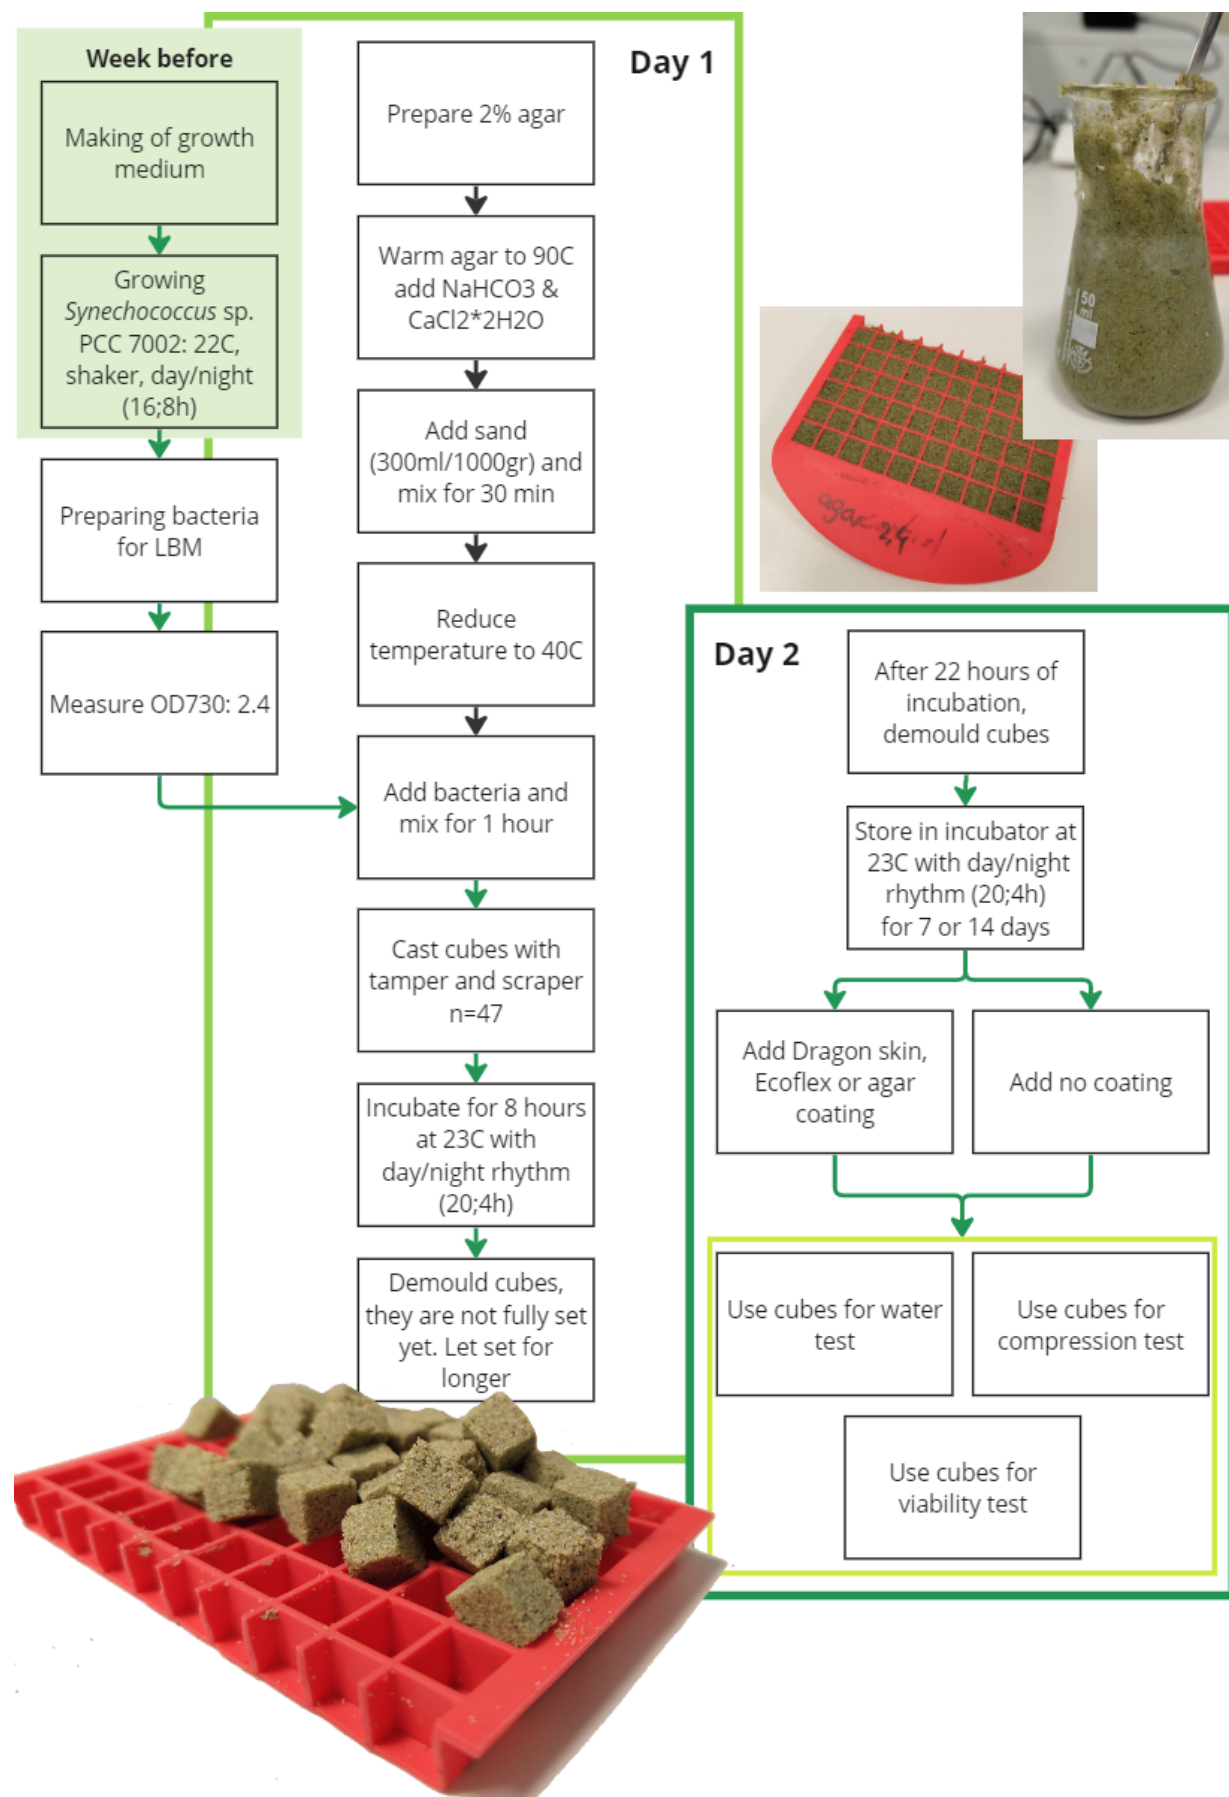 Week before
Making of growth
medium
Growing
Synechococcus sp.
PCC 7002: 22C,
shaker, day/night
(16;8h)
Preparing bacteria
for LBM
Measure OD730: 2.4
Day 1
Prepare 2% agar
Warm agar to 90C
add NaHCO3 &
CaCl2*2H2O
Add sand
(300ml/1000gr) and
mix for 30 min
Reduce
temperature to 40C
Add bacteria and
mix for 1 hour
Cast cubes with
tamper and scraper
n=47
Incubate for 8 hours
at 23C with
day/night rhythm
(20;4h)
Demould cubes,
they are not fully set
yet. Let set for
longer
50
ml
Day 2
After 22 hours of
incubation,
demould cubes
Store in incubator at
23C with day/night
rhythm (20;4h)
for 7 or 14 days
Add Dragon skin,
Ecoflex or agar
coating
Add no coating
Use cubes for water
test
Use cubes for
compression test
Use cubes for
viability test